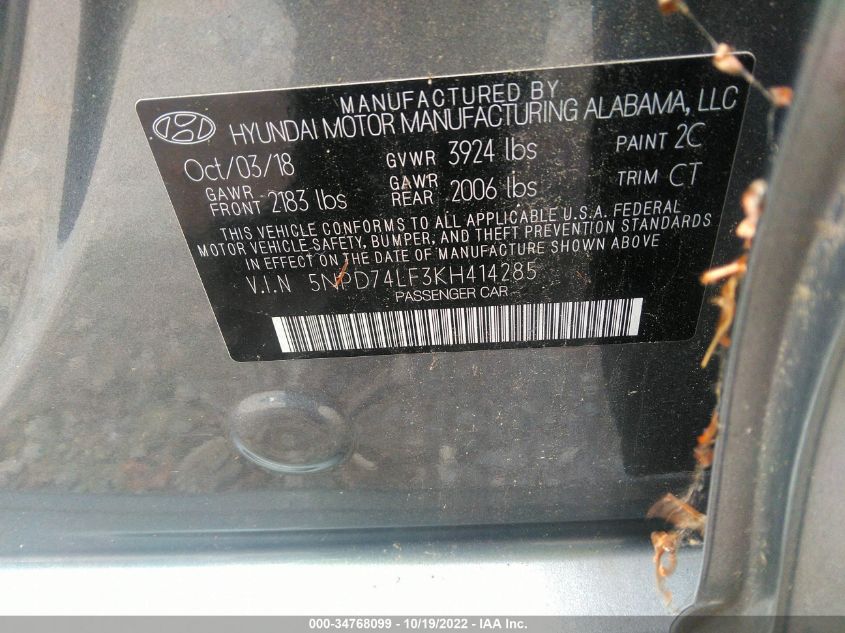 MANUFACTURED BY
HYUNDAI MOTOR MANUFACTURING ALABAMA, LLC
Oct/03/18 GVWR 3924 lbs PAINT 2C
GAWR FRONT 2183 lbs GAWR REAR 2006 lbs TRIM CT
THIS VEHICLE CONFORMS TO ALL APPLICABLE U.S.A. FEDERAL
MOTOR VEHICLE SAFETY, BUMPER, AND THEFT PREVENTION STANDARDS
IN EFFECT ON THE DATE OF MANUFACTURE SHOWN ABOVE
V.I.N 5NPD74LF3KH414285
PASSENGER CAR
000-34768099 - 10/19/2022 - IAA Inc.